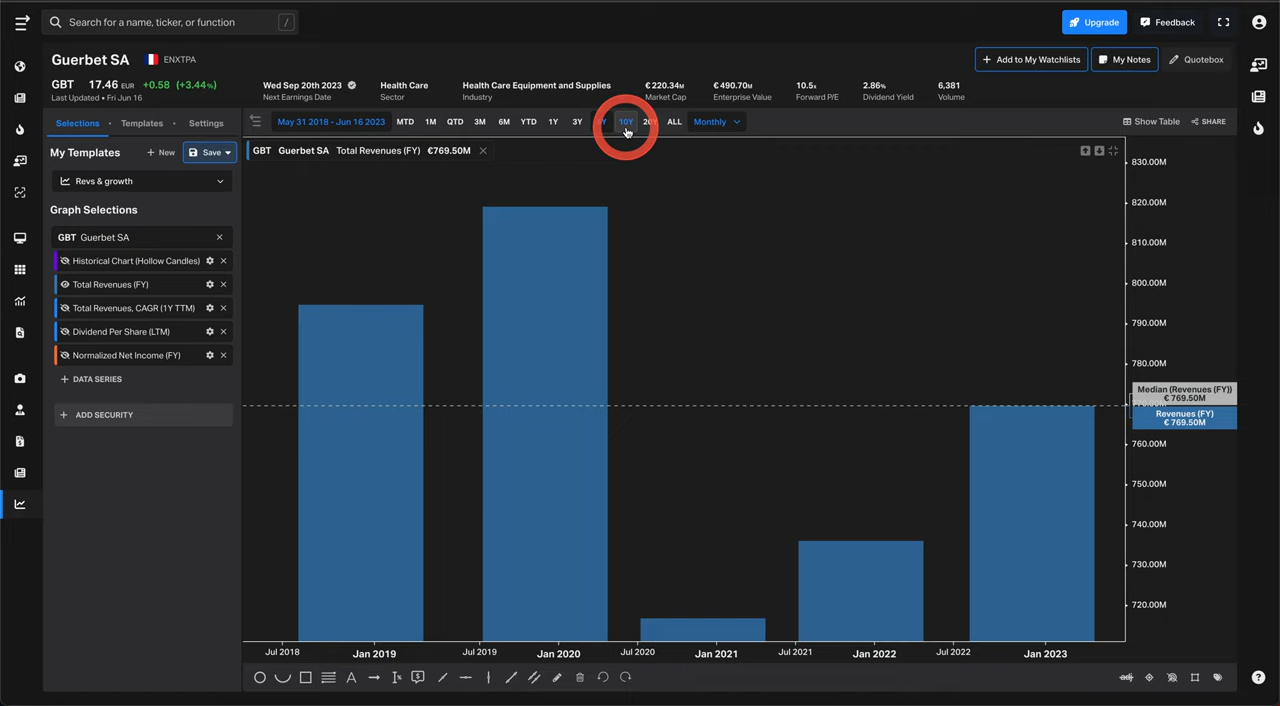 Search for a name, ticker, or function /
Upgrade
Feedback
Guerbet SA ENXTPA
Add to My Watchlists
My Notes
Quotebox
GBT 17.46 EUR +0.58 (+3.44%)
Last Updated • Fri Jun 16
Wed Sep 20th 2023
Next Earnings Date
Health Care
Sector
Health Care Equipment and Supplies
Industry
€ 220.34m
Market Cap
€ 490.70m
Enterprise Value
10.5x
Forward P/E
2.86%
Dividend Yield
6,381
Volume
Selections • Templates • Settings
May 31 2018 - Jun 16 2023 MTD 1M QTD 3M 6M YTD 1Y 3Y 10Y ALL Monthly
Show Table
SHARE
My Templates
+ New
Save
Revs & growth
Graph Selections
GBT Guerbet SA
Historical Chart (Hollow Candles)
Total Revenues (FY)
Total Revenues, CAGR (1Y TTM)
Dividend Per Share (LTM)
Normalized Net Income (FY)
+ DATA SERIES
+ ADD SECURITY
GBT Guerbet SA Total Revenues (FY) €769.50M
830.00M
820.00M
810.00M
800.00M
790.00M
780.00M
Median (Revenues (FY))
€ 769.50M
Revenues (FY)
€ 769.50M
760.00M
750.00M
740.00M
730.00M
720.00M
Jul 2018 Jan 2019 Jul 2019 Jan 2020 Jul 2020 Jan 2021 Jul 2021 Jan 2022 Jul 2022 Jan 2023